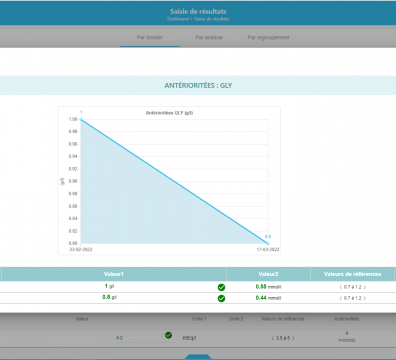 Saisie de résultats
Dashboard > Saisie de résultats
Par dossier Par analyse Par regroupement
ANTÉRIORITÉES : GLY
Antérioritées GLY (g/l)
1
1.00
0.98
0.96
0.94
0.92
0.90
0.88
0.86
0.84
0.82
0.80
(g/l)
0.8
23-02-2022 17-03-2022
Valeur1 Valeur2 Valeurs de références
1 g/l 0.55 mmol/l ( 0.7 à 1.2 )
0.8 g/l 0.44 mmol/l ( 0.7 à 1.2 )
Valeur Unité 1 Unité 2 Valeurs de références Antériorités
4.2 mEq/l ( 3.5 à 5 ) 4